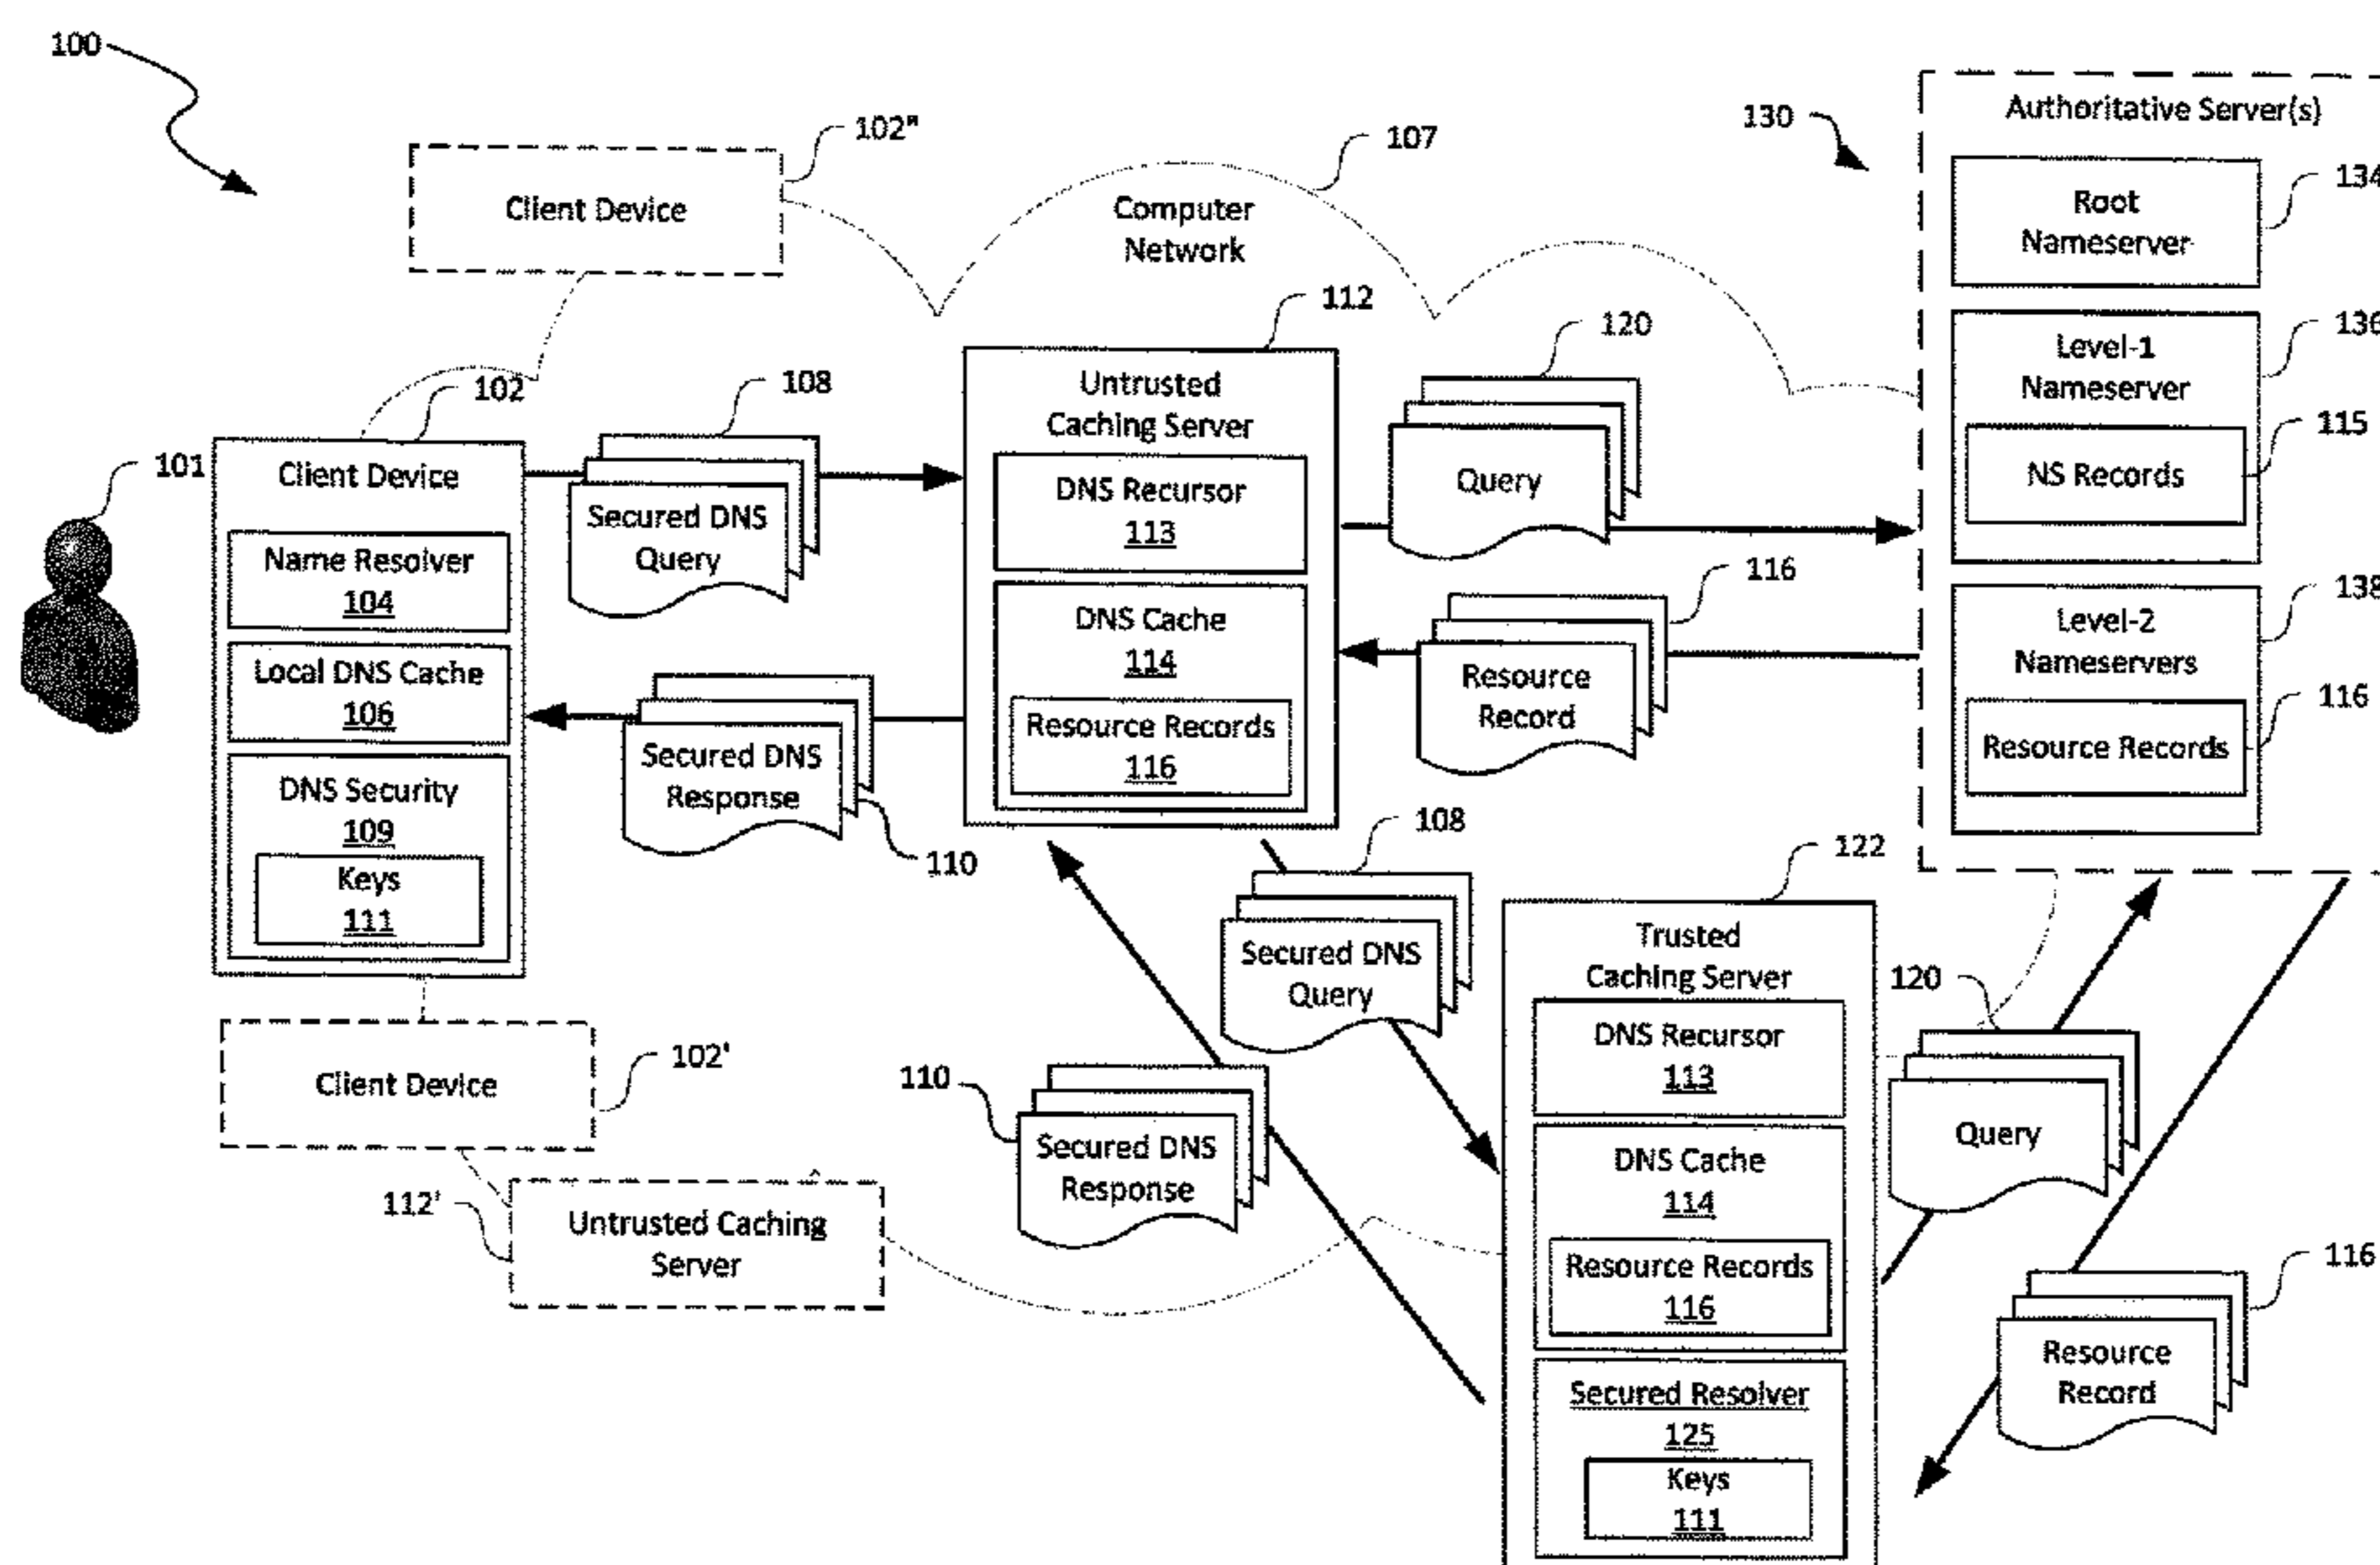 100
102"
Client Device
107
Computer
Network
130
Authoritative Server(s)
134
Root
Nameserver
136
Level-1
Nameserver
115
NS Records
138
Level-2
Nameservers
116
Resource Records
112
Untrusted
Caching Server
DNS Recursor
113
DNS Cache
114
Resource Records
116
120
Query
116
Resource
Record
101
102
Client Device
Name Resolver
104
Local DNS Cache
106
DNS Security
109
Keys
111
108
Secured DNS
Query
Secured DNS
Response
110
108
Secured DNS
Query
110
Secured DNS
Response
102'
Client Device
112'
Untrusted Caching
Server
122
Trusted
Caching Server
DNS Recursor
113
DNS Cache
114
Resource Records
116
Secured Resolver
125
Keys
111
120
Query
116
Resource
Record